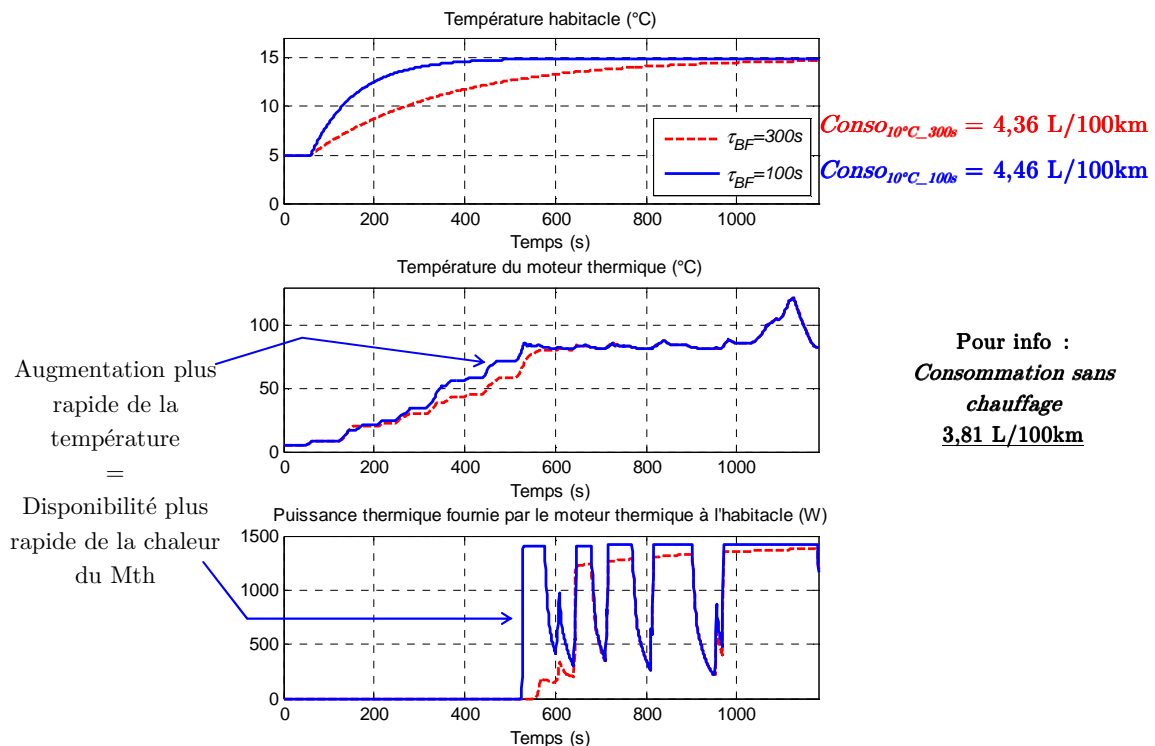 Température habitacle (°C)
15
10
5
0
200
400
600
800
1000
Temps (s)
τBF=300s
τBF=100s
Conso10°C_300s = 4,36 L/100km
Conso10°C_100s = 4,46 L/100km
Température du moteur thermique (°C)
100
50
0
0
200
400
600
800
1000
Temps (s)
Augmentation plus
rapide de la
température
=
Disponibilité plus
rapide de la chaleur
du Mth
Pour info :
Consommation sans
chauffage
3,81 L/100km
Puissance thermique fournie par le moteur thermique à l'habitacle (W)
1500
1000
500
0
0
200
400
600
800
1000
Temps (s)